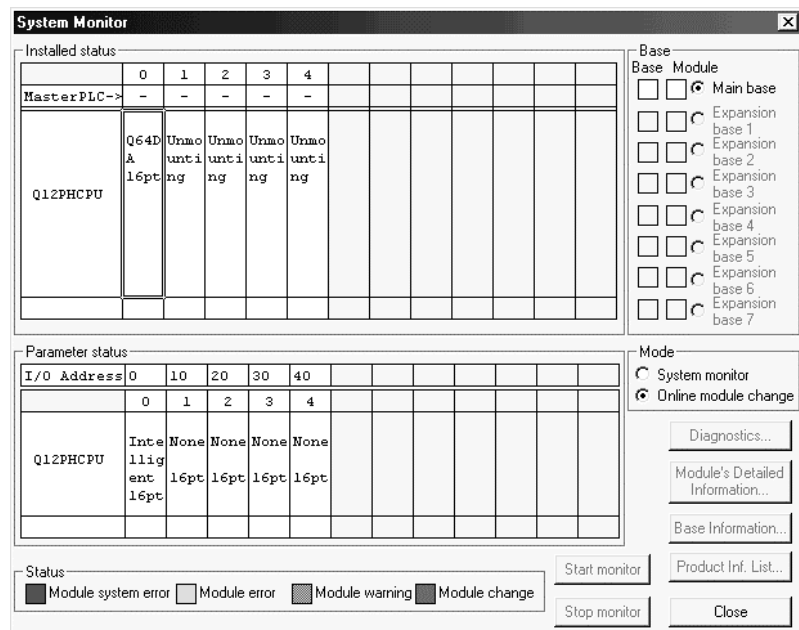 System Monitor
Installed status
0 1 2 3 4
MasterPLC-> - - - - -
Q12PHCPU
Q64D
A
16pt
Unmo
unti
ng
Unmo
unti
ng
Unmo
unti
ng
Unmo
unti
ng
Base
Base Module
Main base
Expansion
base 1
Expansion
base 2
Expansion
base 3
Expansion
base 4
Expansion
base 5
Expansion
base 6
Expansion
base 7
Parameter status
I/O Address 0 10 20 30 40
0 1 2 3 4
Q12PHCPU
Inte
llig
ent
16pt
None
16pt
None
16pt
None
16pt
None
16pt
Mode
System monitor
Online module change
Diagnostics...
Module's Detailed
Information...
Base Information...
Product Inf. List...
Status
Module system error Module error Module warning Module change
Start monitor
Stop monitor
Close